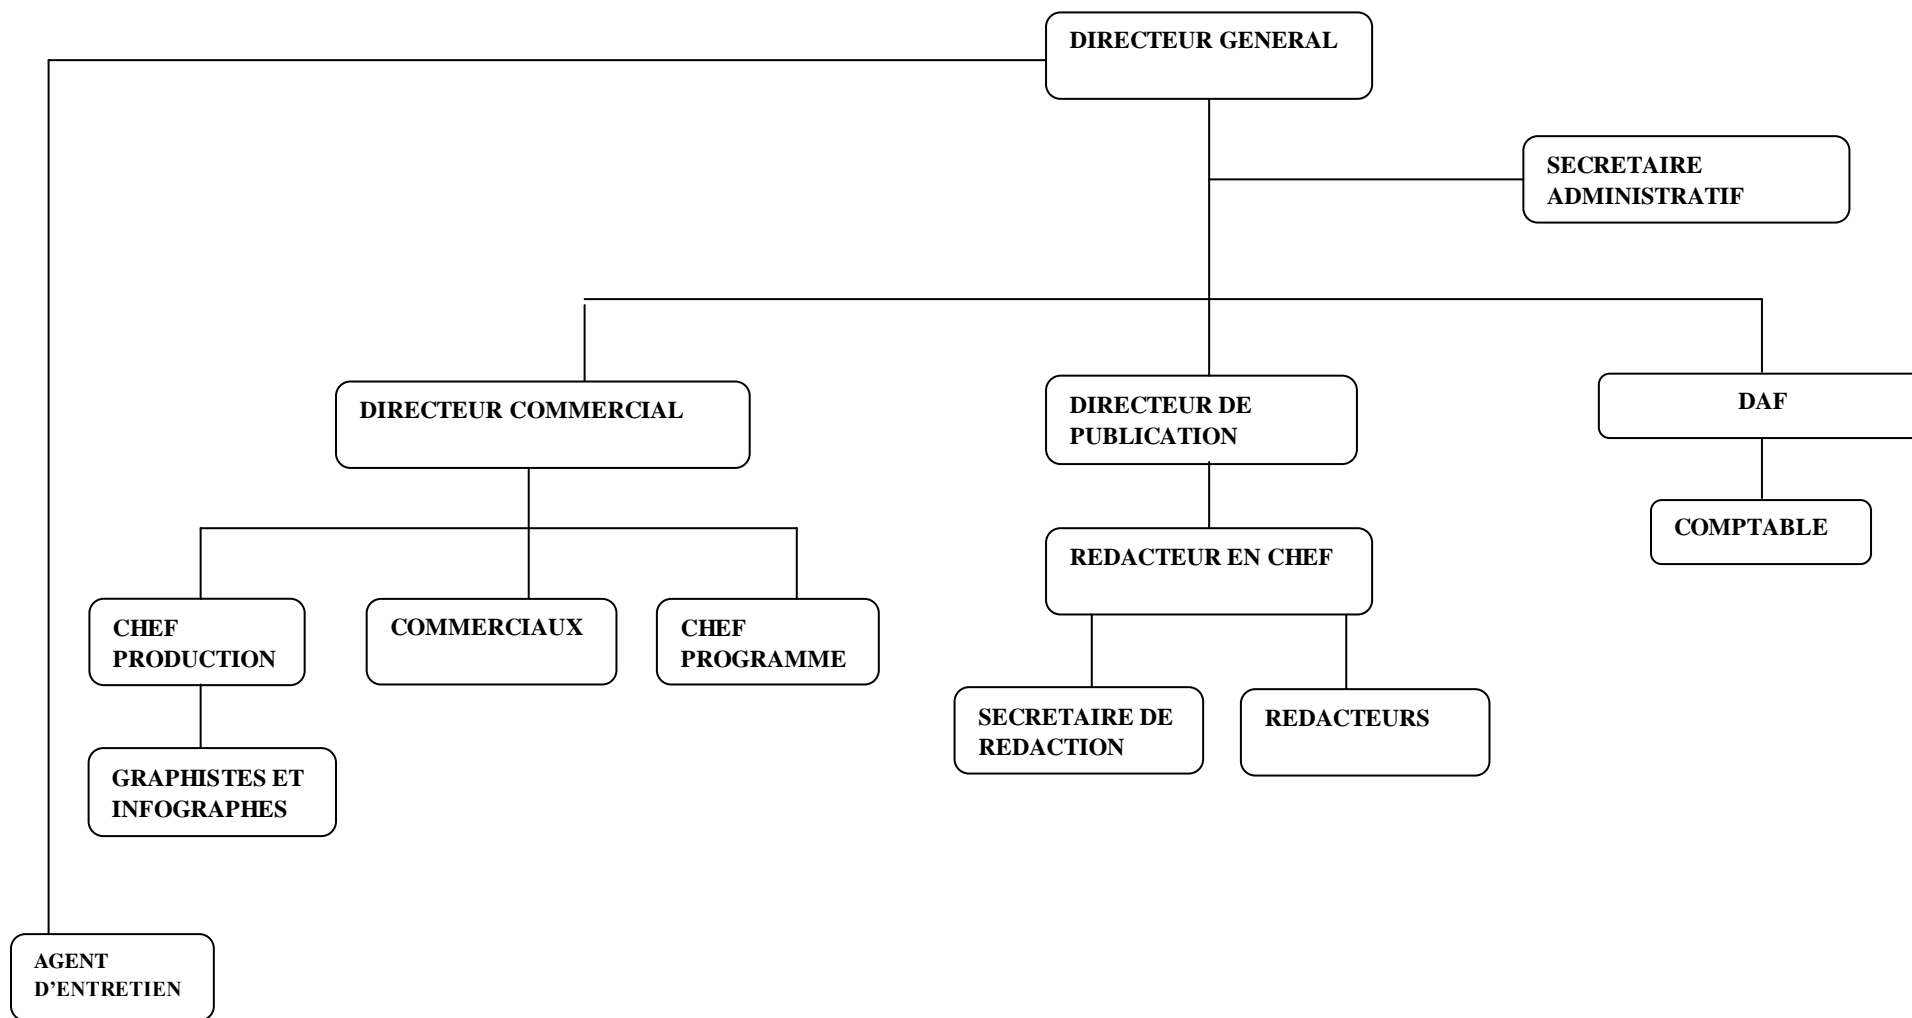 DIRECTEUR GENERAL
SECRETAIRE
ADMINISTRATIF
DIRECTEUR COMMERCIAL
DIRECTEUR DE
PUBLICATION
DAF
COMPTABLE
REDACTEUR EN CHEF
CHEF
PRODUCTION
COMMERCIAUX
CHEF
PROGRAMME
SECRETAIRE DE
REDACTION
REDACTEURS
GRAPHISTES ET
INFOGRAPHES
AGENT
D’ENTRETIEN